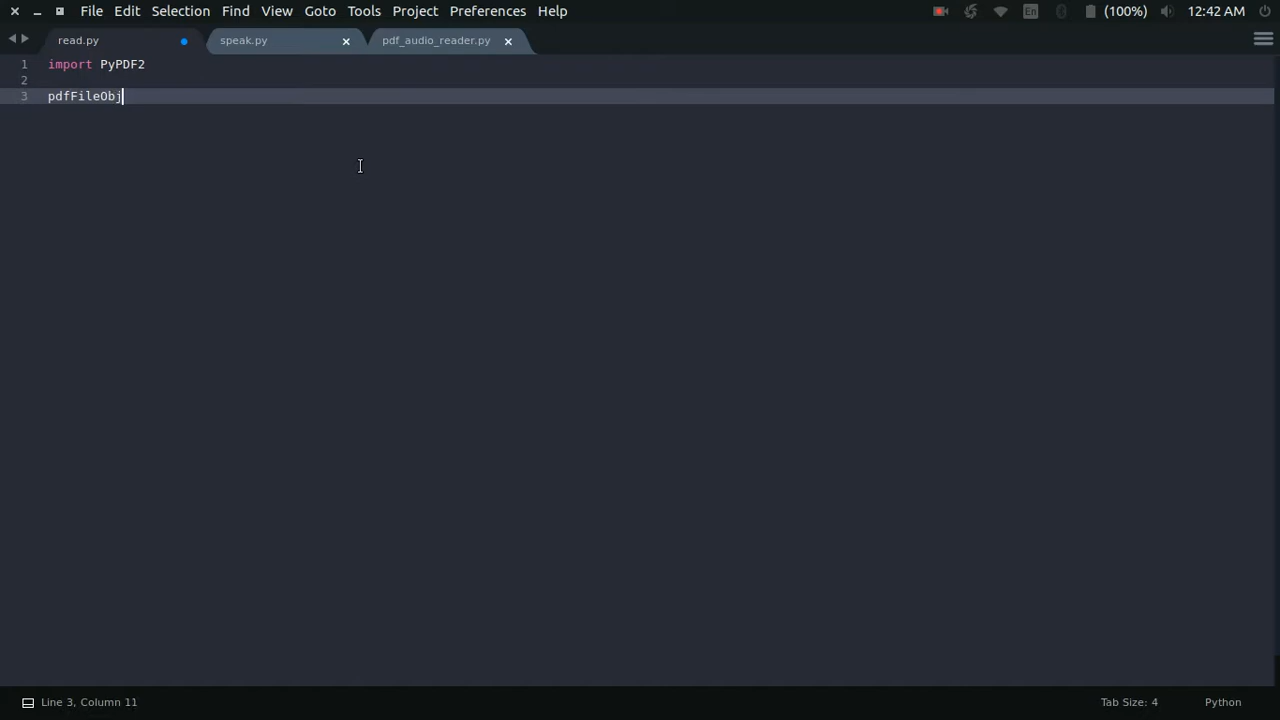 File Edit Selection Find View Goto Tools Project Preferences Help En (100%) 12:42 AM
read.py speak.py pdf_audio_reader.py
1 import PyPDF2
2
3 pdfFileObj
Line 3, Column 11 Tab Size: 4 Python